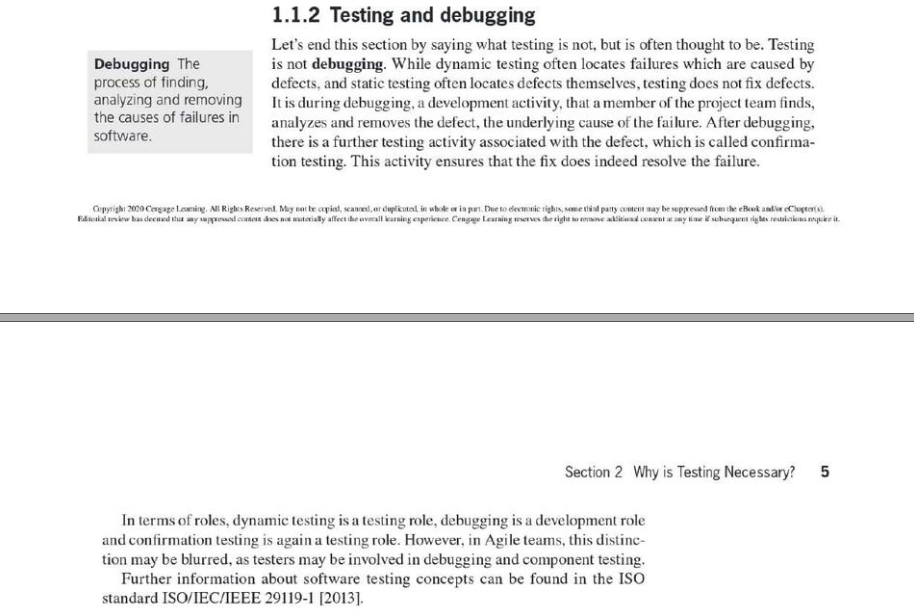 1.1.2 Testing and debugging
Debugging The
process of finding,
analyzing and removing
the causes of failures in
software.
Let's end this section by saying what testing is not, but is often thought to be. Testing
is not debugging. While dynamic testing often locates failures which are caused by
defects, and static testing often locates defects themselves, testing does not fix defects.
It is during debugging, a development activity, that a member of the project team finds,
analyzes and removes the defect, the underlying cause of the failure. After debugging,
there is a further testing activity associated with the defect, which is called confirma-
tion testing. This activity ensures that the fix does indeed resolve the failure.
Copyright 2020 Cengage Learning. All Rights Reserved. May not be copied, scanned, or duplicated, in whole or in part. Due to electronic rights, some third party content may be suppressed from the eBook and/or eChapter(s).
Editorial review has deemed that any suppressed content does not materially affect the overall learning experience. Cengage Learning reserves the right to remove additional content at any time if subsequent rights restrictions require it.
Section 2 Why is Testing Necessary? 5
In terms of roles, dynamic testing is a testing role, debugging is a development role
and confirmation testing is again a testing role. However, in Agile teams, this distinc-
tion may be blurred, as testers may be involved in debugging and component testing.
Further information about software testing concepts can be found in the ISO
standard ISO/IEC/IEEE 29119-1 [2013].